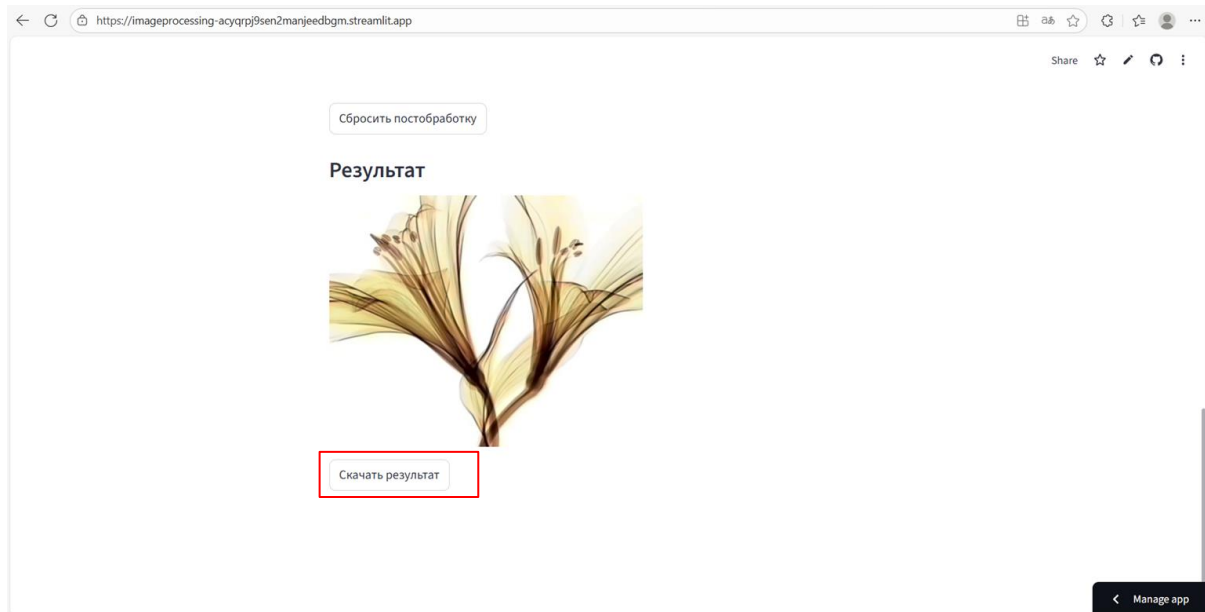 https://imageprocessing-acyqrpj9sen2manjeedbgm.streamlit.app
Share
Сбросить постобработку
Результат
Скачать результат
Manage app